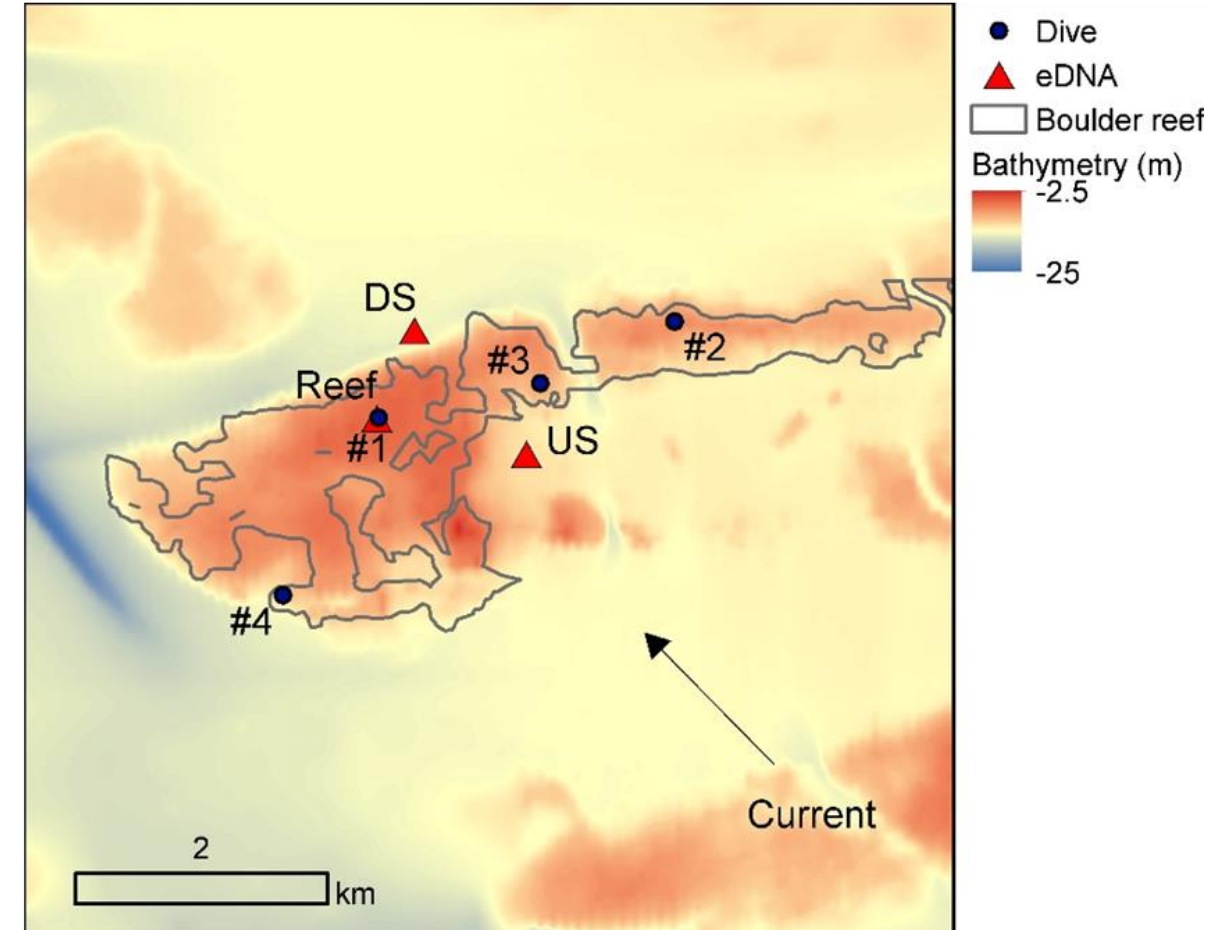 DS
#3
#2
Reef
#1
US
#4
Current
2
km
Dive
eDNA
Boulder reef
Bathymetry (m)
-2.5
-25